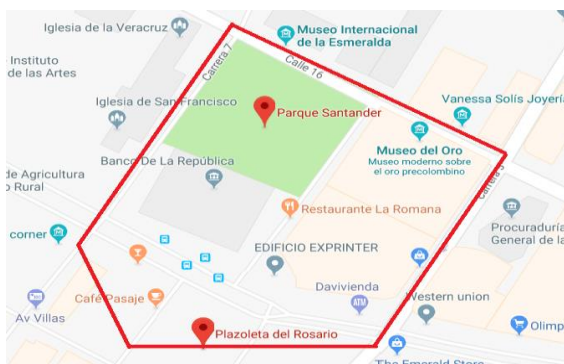 Iglesia de la Veracruz
Museo Internacional
de la Esmeralda
Carrera 7
Calle 16
Instituto
de las Artes
Iglesia de San Francisco
Parque Santander
Vanessa Solís Joyerí
Museo del Oro
Museo moderno sobre
el oro precolombino
Banco De La República
de Agricultura
o Rural
Restaurante La Romana
Procuraduría
General de la
corner
EDIFICIO EXPRINTER
Café Pasaje
Davivienda
ATM
Western union
Av Villas
Plazoleta del Rosario
Olimp
The Emerald Store